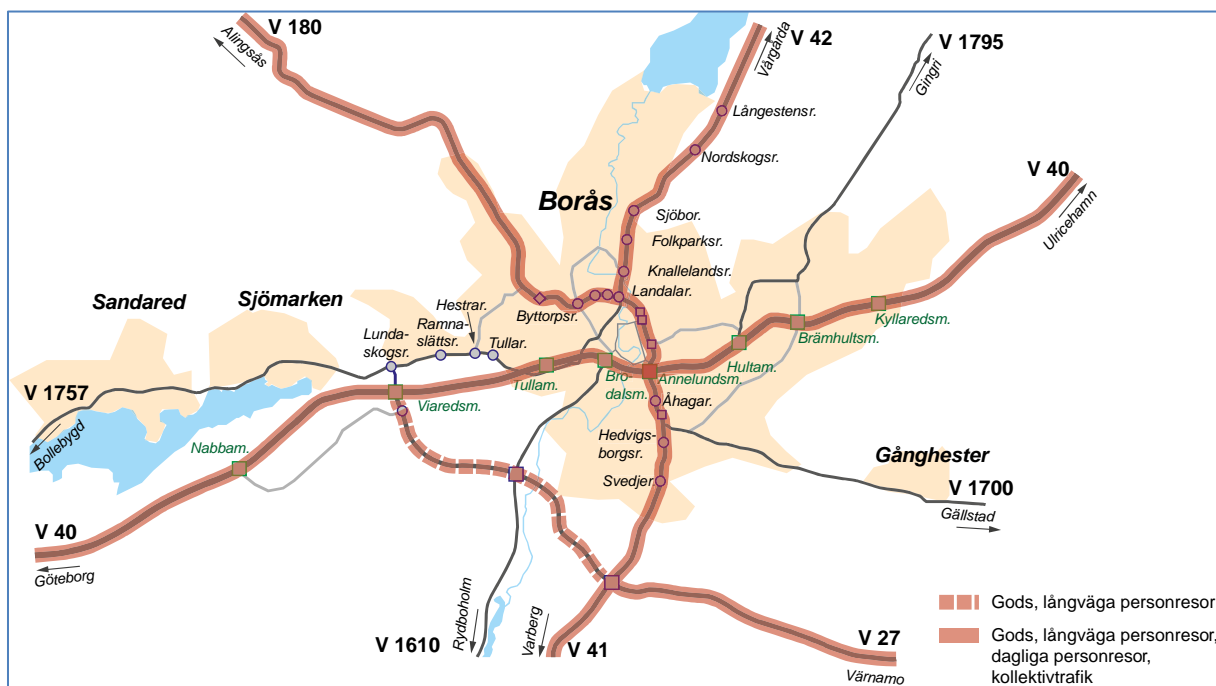 V 180
Alingsås
V 42
Vårgårda
V 1795
Gingri
Långestensr.
Nordskogsr.
V 40
Ulricehamn
Borås
Sjöbor.
Folkparksr.
Knallelandsr.
Landalar.
Sandared
Sjömarken
Hestrar.
Byttorpsr.
Kyllaredsm.
Ramna-
slättsr.
Lunda-
skogsr.
Tullar.
Brämhultsm.
Hultam.
Tullam.
Bro-
dalsm.
Annelundsm.
V 1757
Bollebygd
Viaredsm.
Åhagar.
Nabbam.
Hedvigs-
borgsr.
Gånghester
Svedjer.
V 1700
Gällstad
V 40
Göteborg
Rydboholm
V 1610
Varberg
V 41
V 27
Värnamo
Gods, långväga personresor
Gods, långväga personresor,
dagliga personresor,
kollektivtrafik